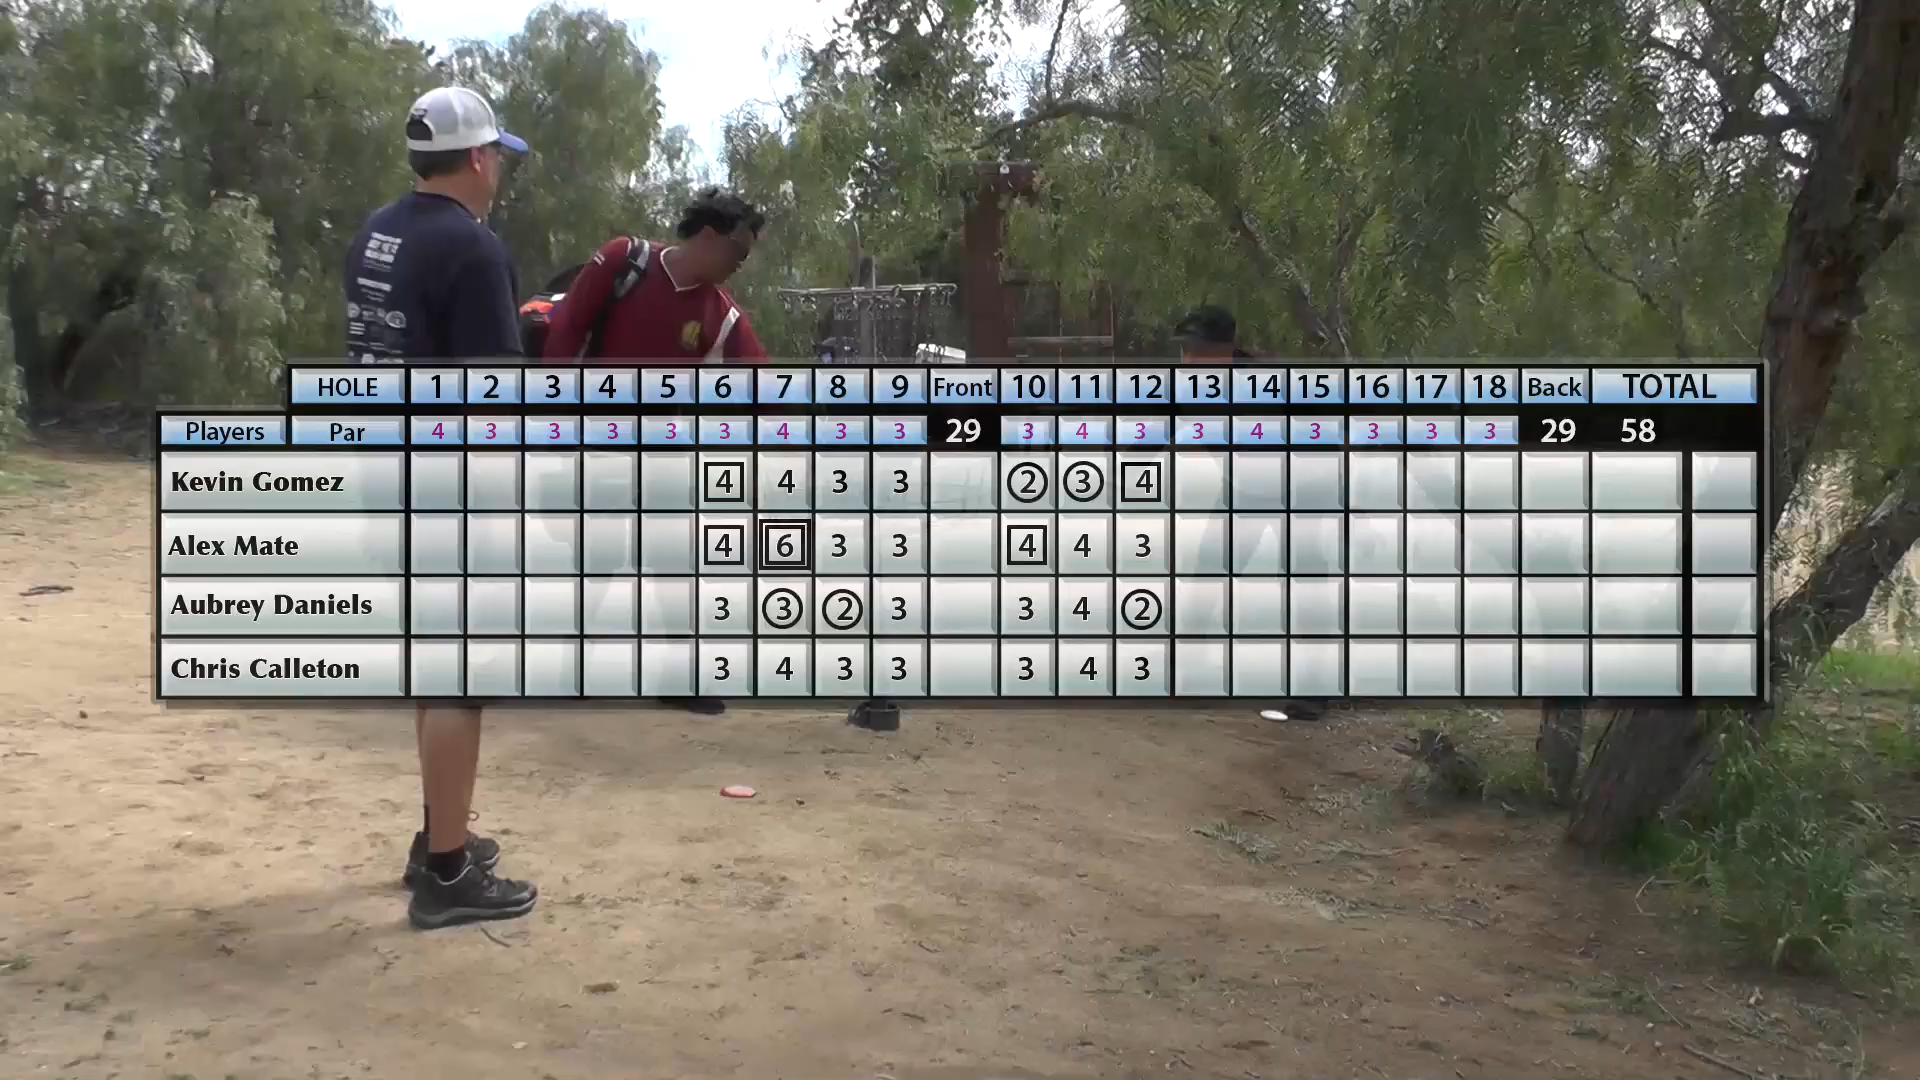 HOLE 1 2 3 4 5 6 7 8 9 Front 10 11 12 13 14 15 16 17 18 Back TOTAL
Players Par 4 3 3 3 3 3 4 3 3 29 3 4 3 3 4 3 3 3 3 29 58
Kevin Gomez 4 4 3 3 2 3 4
Alex Mate 4 6 3 3 4 4 3
Aubrey Daniels 3 3 2 3 3 4 2
Chris Calleton 3 4 3 3 3 4 3